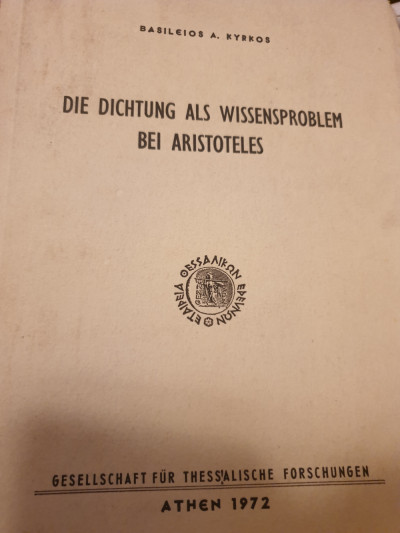 BASILEIOS A. KYRKOS
DIE DICHTUNG ALS WISSENSPROBLEM
BEI ARISTOTELES
ΕΤΑΙΡΕΙΑ ΘΕΣΣΑΛΙΚΩΝ ΕΡΕΥΝΩΝ
GESELLSCHAFT FÜR THESSALISCHE FORSCHUNGEN
ATHEN 1972